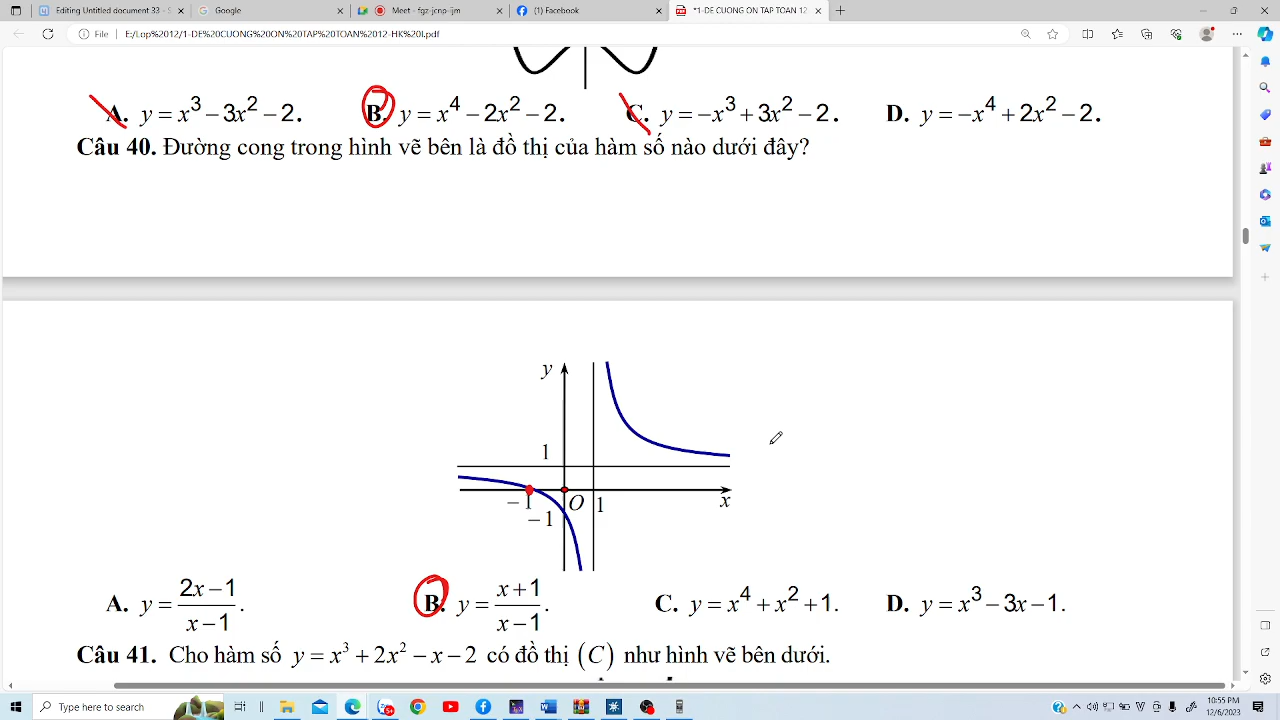 Editing Untitled document 33 - S
Google
Meet - fgz-jcnp-ijm
(1) Facebook
*1-DE CUONG ON TAP TOAN 12
File
E:/Lop%2012/1-DE%20CUONG%20ON%20TAP%20TOAN%2012-HK%20I.pdf
A. y = x³ − 3x² − 2. B. y = x⁴ − 2x² − 2. C. y = −x³ + 3x² − 2. D. y = −x⁴ + 2x² − 2.
Câu 40. Đường cong trong hình vẽ bên là đồ thị của hàm số nào dưới đây?
y
1
−1 O 1 x
−1
A. y = (2x − 1)/(x − 1). B. y = (x + 1)/(x − 1). C. y = x⁴ + x² + 1. D. y = x³ − 3x − 1.
Câu 41. Cho hàm số y = x³ + 2x² − x − 2 có đồ thị (C) như hình vẽ bên dưới.
Type here to search
10:55 PM
12/6/2023